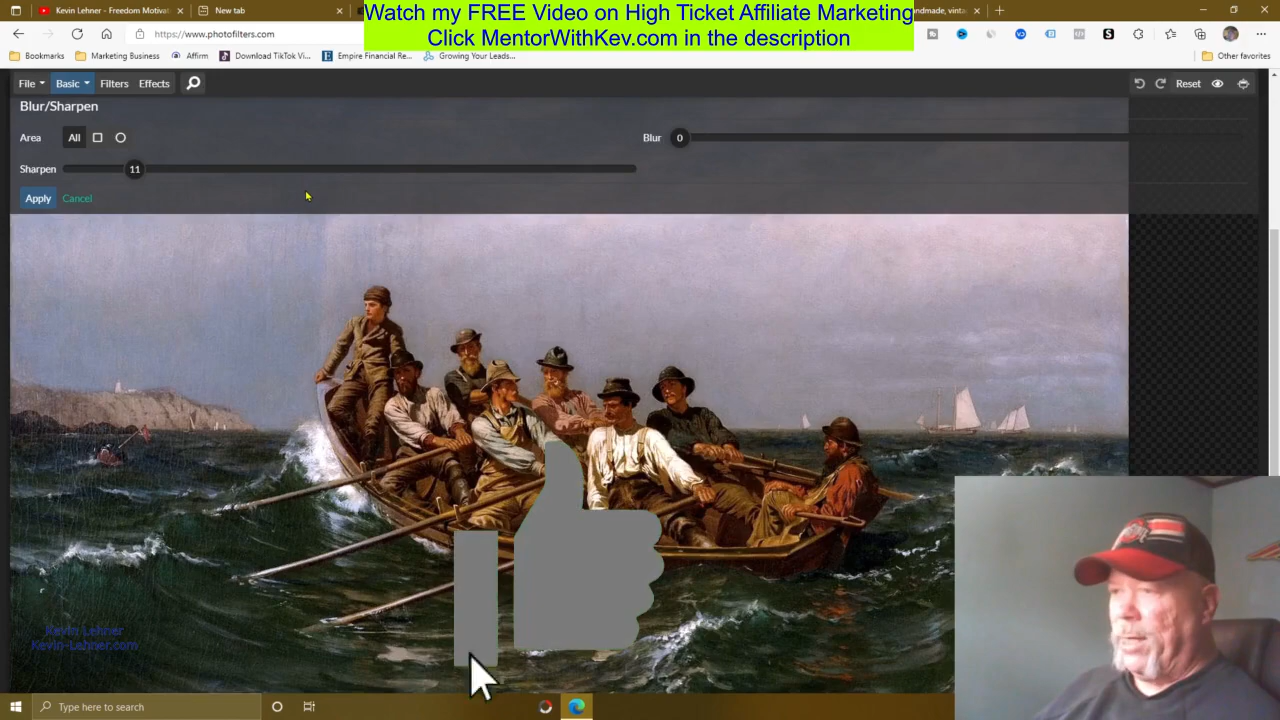 Watch my FREE Video on High Ticket Affiliate Marketing
Click MentorWithKev.com in the description
Kevin Lehner - Freedom Motivat
New tab
andmade, vinta
https://www.photofilters.com
Bookmarks
Marketing Business
Affirm
Download TikTok Vi...
Empire Financial Re...
Growing Your Leads...
Other favorites
File
Basic
Filters
Effects
Reset
Blur/Sharpen
Area
All
Blur
0
Sharpen
11
Apply
Cancel
Kevin Lehner
Kevin-Lehner.com
Type here to search